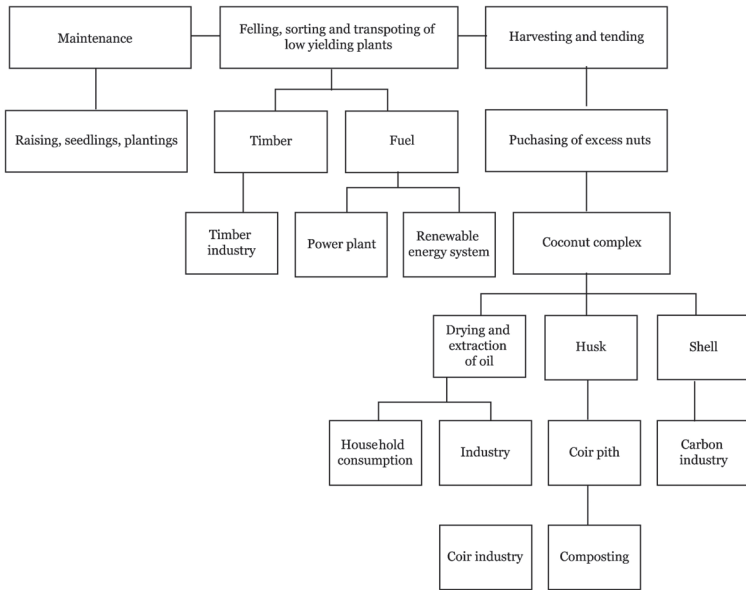 Maintenance
Felling, sorting and transpoting of
low yielding plants
Harvesting and tending
Raising, seedlings, plantings
Timber
Fuel
Puchasing of excess nuts
Timber
industry
Power plant
Renewable
energy system
Coconut complex
Drying and
extraction
of oil
Husk
Shell
Household
consumption
Industry
Coir pith
Carbon
industry
Coir industry
Composting